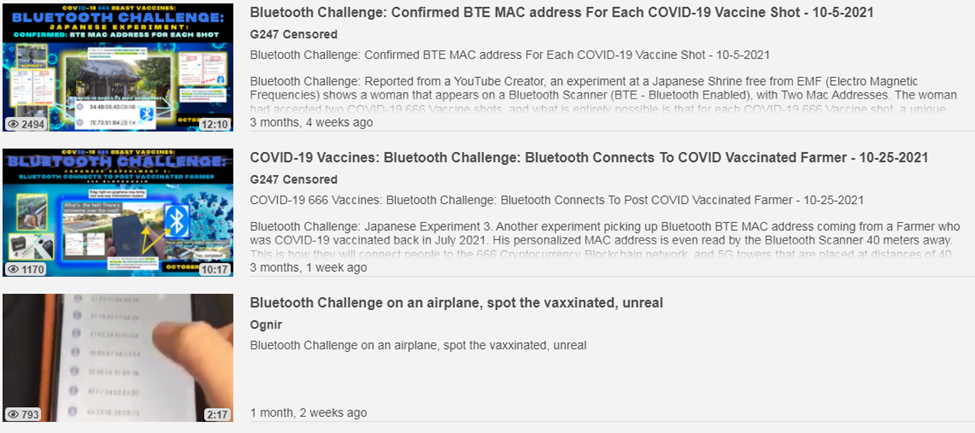 COVID-19 666 BEAST VACCINES:
BLUETOOTH CHALLENGE:
JAPANESE EXPERIMENT:
CONFIRMED: BTE MAC ADDRESS FOR EACH SHOT
2494
12:10
Bluetooth Challenge: Confirmed BTE MAC address For Each COVID-19 Vaccine Shot - 10-5-2021
G247 Censored
Bluetooth Challenge: Confirmed BTE MAC address For Each COVID-19 Vaccine Shot - 10-5-2021
Bluetooth Challenge: Reported from a YouTube Creator, an experiment at a Japanese Shrine free from EMF (Electro Magnetic
Frequencies) shows a woman that appears on a Bluetooth Scanner (BTE - Bluetooth Enabled), with Two Mac Addresses. The woman
had accepted two COVID-19 666 Vaccine shots, and what is entirely possible is that for each COVID-19 666 Vaccine shot, a unique
3 months, 4 weeks ago
COVID-19 666 BEAST VACCINES:
BLUETOOTH CHALLENGE:
JAPANESE EXPERIMENT 3:
BLUETOOTH CONNECTS TO POST VACCINATED FARMER
What's the hell! There's
someone over the road!
OCTOBER
1170
10:17
COVID-19 Vaccines: Bluetooth Challenge: Bluetooth Connects To COVID Vaccinated Farmer - 10-25-2021
G247 Censored
COVID-19 666 Vaccines: Bluetooth Challenge: Bluetooth Connects To Post COVID Vaccinated Farmer - 10-25-2021
Bluetooth Challenge: Japanese Experiment 3. Another experiment picking up Bluetooth BTE MAC address coming from a Farmer who
was COVID-19 vaccinated back in July 2021. His personalized MAC address is even read by the Bluetooth Scanner 40 meters away.
This is how they will connect people to the 666 Cryptocurrency Blockchain network, and 5G towers that are placed at distances of 40
3 months, 1 week ago
793
2:17
Bluetooth Challenge on an airplane, spot the vaxxinated, unreal
Ognir
Bluetooth Challenge on an airplane, spot the vaxxinated, unreal
1 month, 2 weeks ago